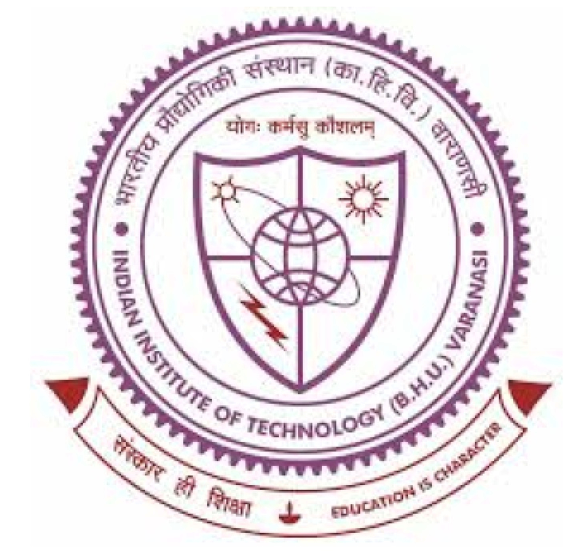 भारतीय प्रौद्योगिकी संस्थान (का.हि.वि.) वाराणसी
योगः कर्मसु कौशलम्
INDIAN INSTITUTE OF TECHNOLOGY (B.H.U.) VARANASI
संस्कार ही शिक्षा
EDUCATION IS CHARACTER